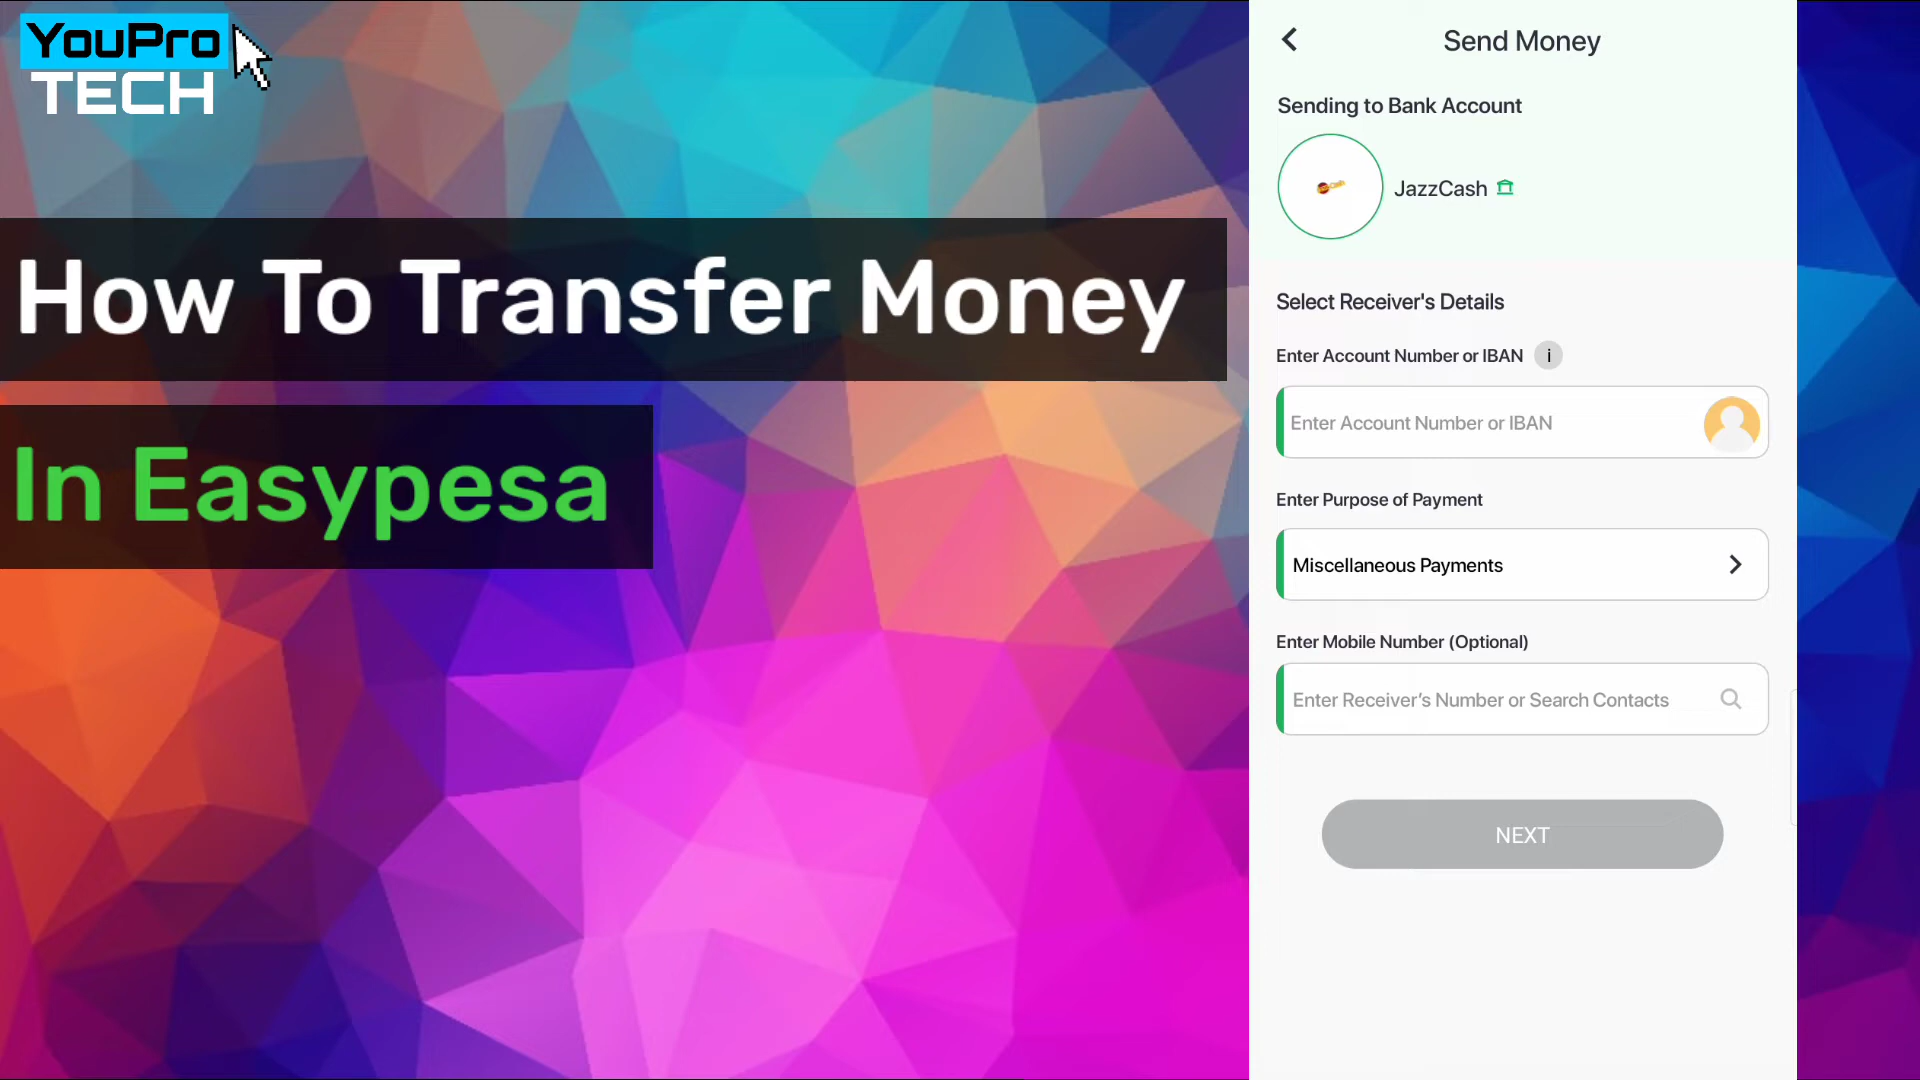 YouPro
TECH
How To Transfer Money
In Easypesa
Send Money
Sending to Bank Account
JazzCash
Select Receiver's Details
Enter Account Number or IBAN i
Enter Account Number or IBAN
Enter Purpose of Payment
Miscellaneous Payments
Enter Mobile Number (Optional)
Enter Receiver’s Number or Search Contacts
NEXT